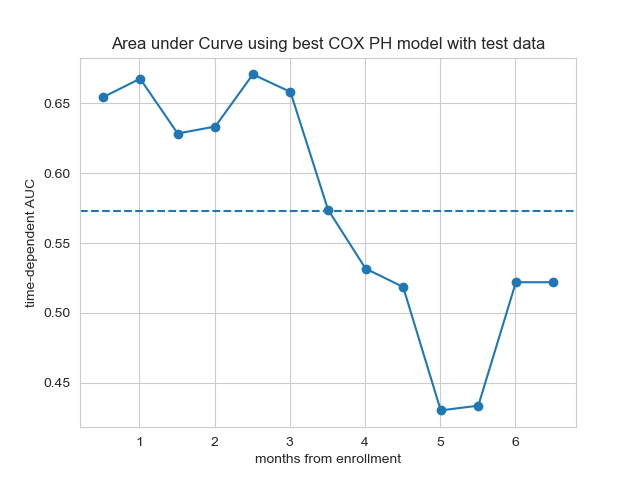 Area under Curve using best COX PH model with test data
time-dependent AUC
0.65
0.60
0.55
0.50
0.45
1 2 3 4 5 6
months from enrollment